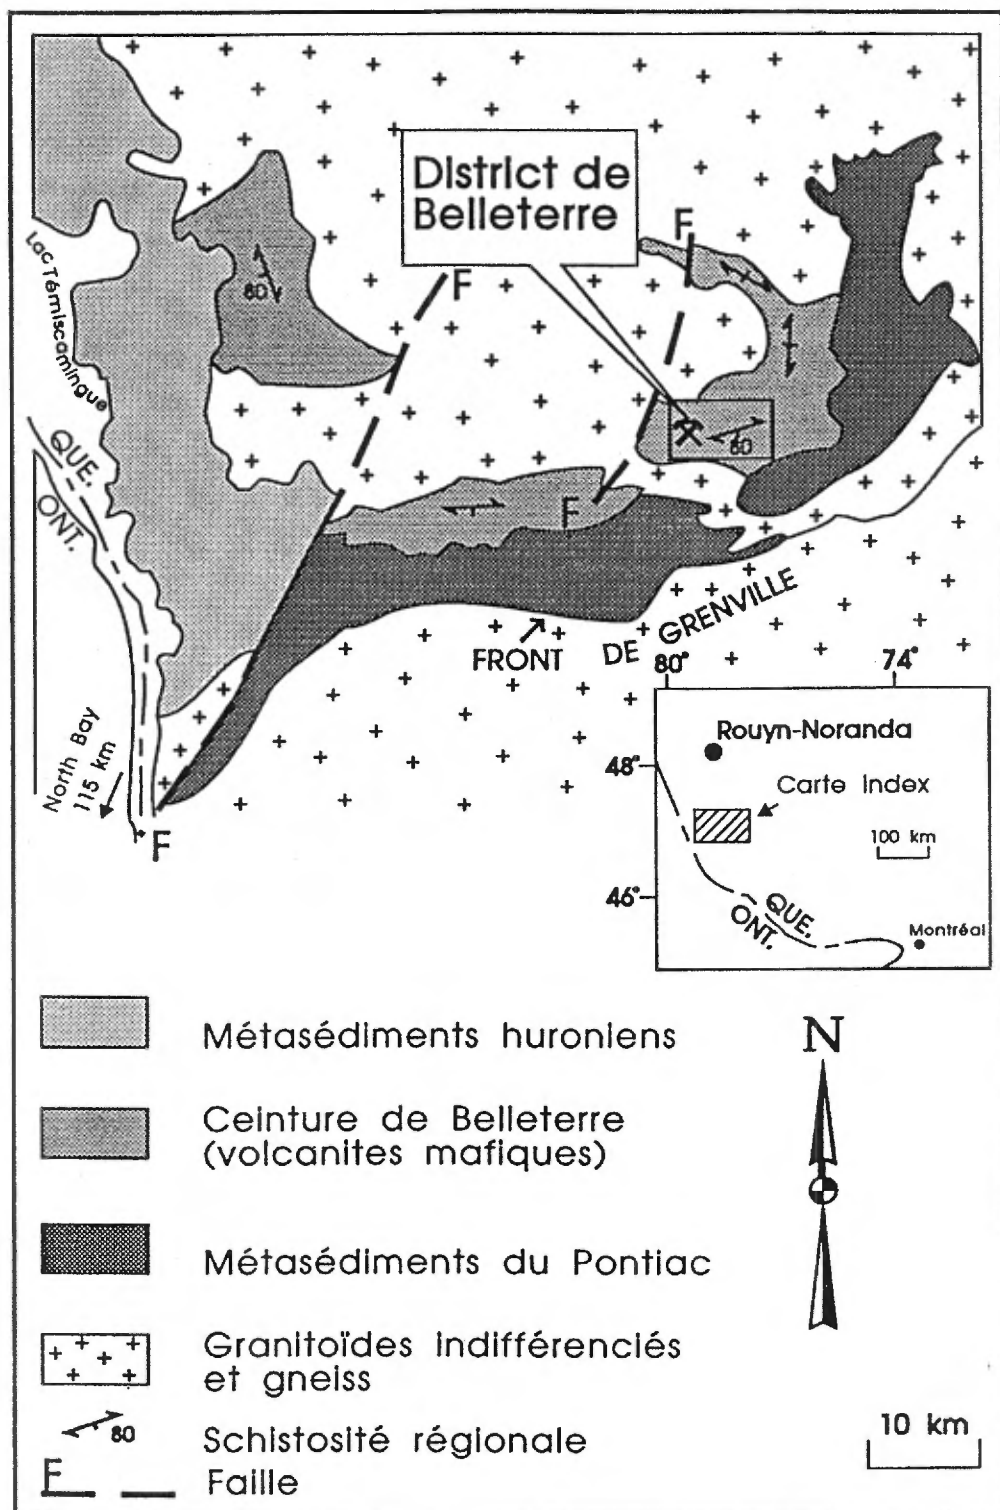 District de
Belleterre
F
F
80
Lac Témiscamingue
80
QUE.
ONT.
F
FRONT DE GRENVILLE
North Bay
115 km
F
80° 74°
Rouyn-Noranda
48°
Carte Index
100 km
46°
QUE.
ONT.
Montréal
Métasédiments huroniens
N
Ceinture de Belleterre
(volcanites mafiques)
Métasédiments du Pontiac
Granitoïdes indifférenciés
et gneiss
80 Schistosité régionale
10 km
F Faille